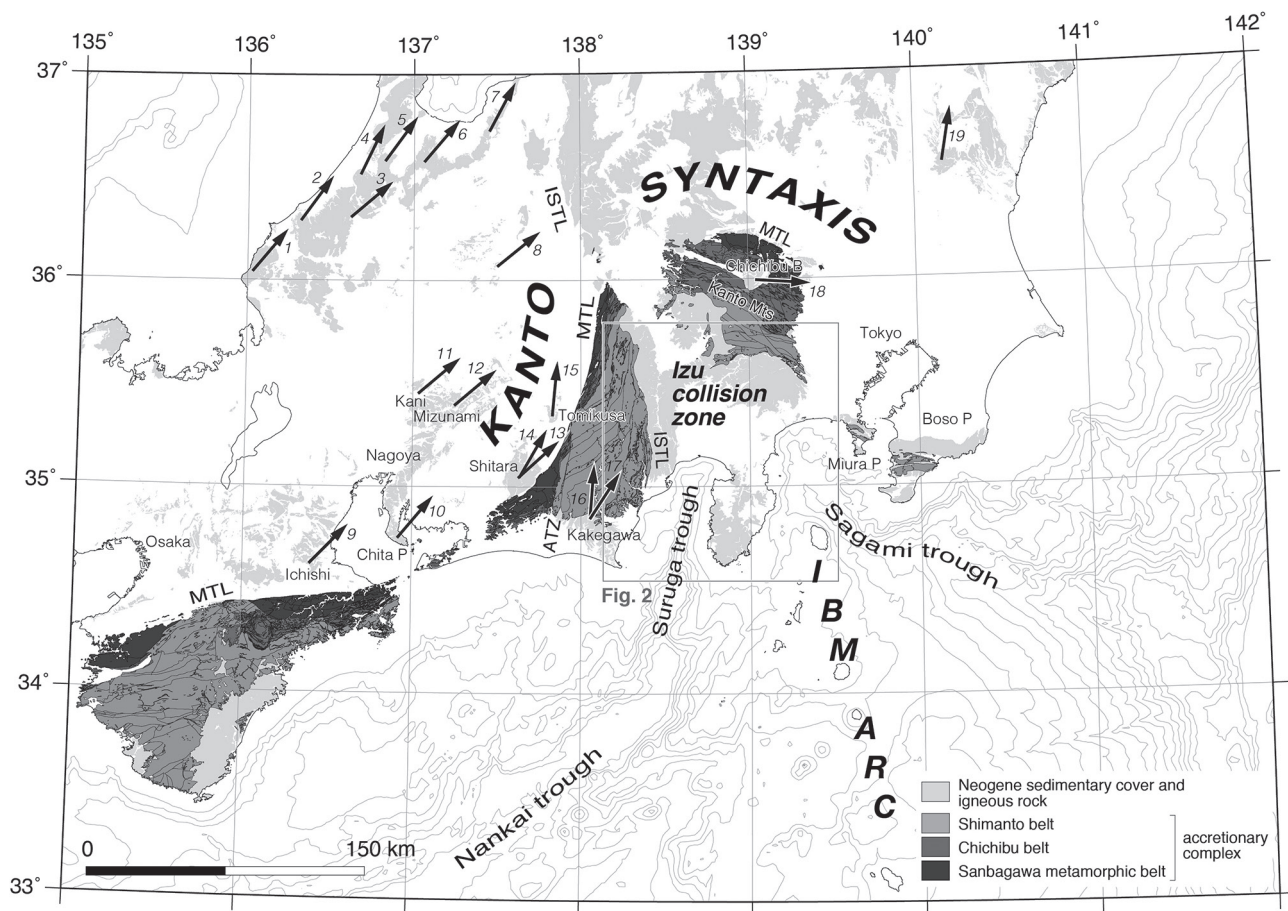 135˚
136˚
137˚
138˚
139˚
140˚
141˚
142˚
37˚
36˚
35˚
34˚
33˚
7
5
4
6
2
3
1
8
19
ISTL
SYNTAXIS
MTL
Chichibu B
18
Kanto Mts
KANTO
MTL
Tokyo
11
12
15
Kani
Mizunami
Tomikusa
Izu
collision
zone
Boso P
14
13
Nagoya
Shitara
ISTL
Miura P
16
17
10
9
Osaka
Chita P
ATZ
Kakegawa
Ichishi
Suruga trough
Sagami trough
MTL
Fig. 2
IBM
ARC
Nankai trough
Neogene sedimentary cover and
igneous rock
Shimanto belt
Chichibu belt
Sanbagawa metamorphic belt
accretionary
complex
0
150 km